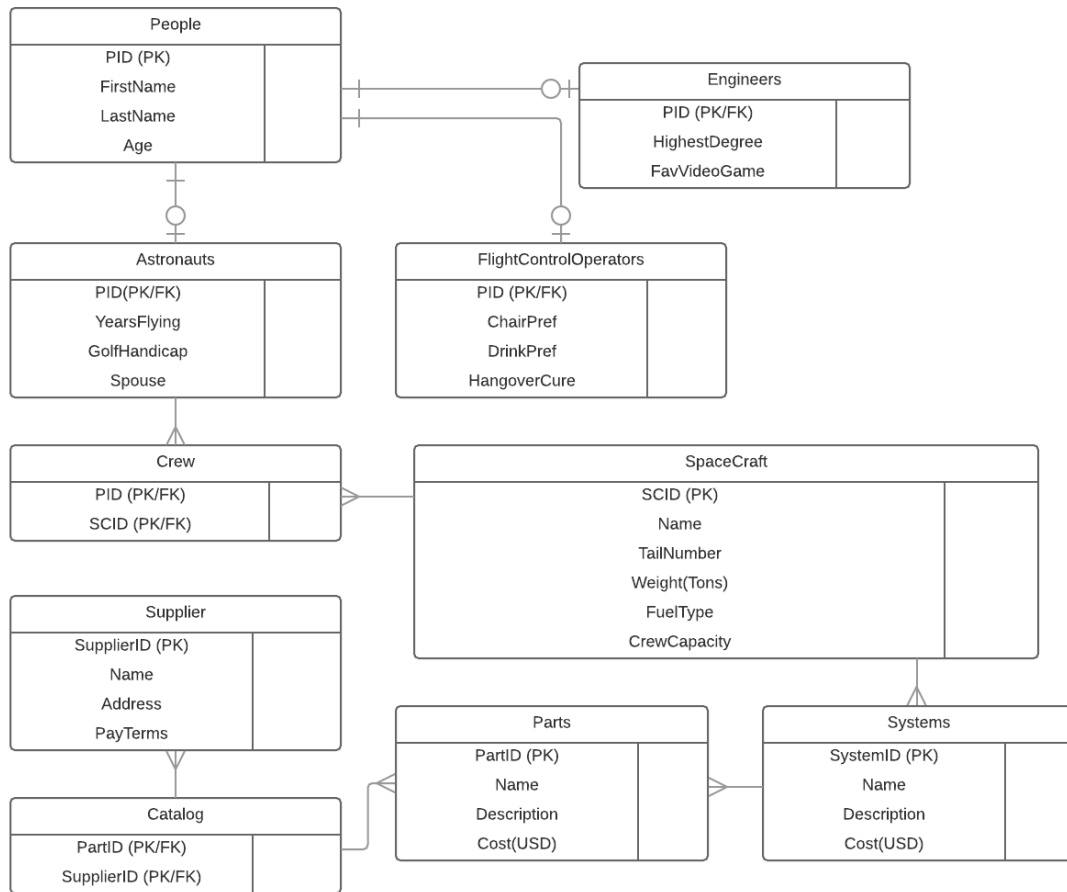 People
PID (PK)
FirstName
LastName
Age
Engineers
PID (PK/FK)
HighestDegree
FavVideoGame
Astronauts
PID(PK/FK)
YearsFlying
GolfHandicap
Spouse
FlightControlOperators
PID (PK/FK)
ChairPref
DrinkPref
HangoverCure
Crew
PID (PK/FK)
SCID (PK/FK)
SpaceCraft
SCID (PK)
Name
TailNumber
Weight(Tons)
FuelType
CrewCapacity
Supplier
SupplierID (PK)
Name
Address
PayTerms
Parts
PartID (PK)
Name
Description
Cost(USD)
Systems
SystemID (PK)
Name
Description
Cost(USD)
Catalog
PartID (PK/FK)
SupplierID (PK/FK)